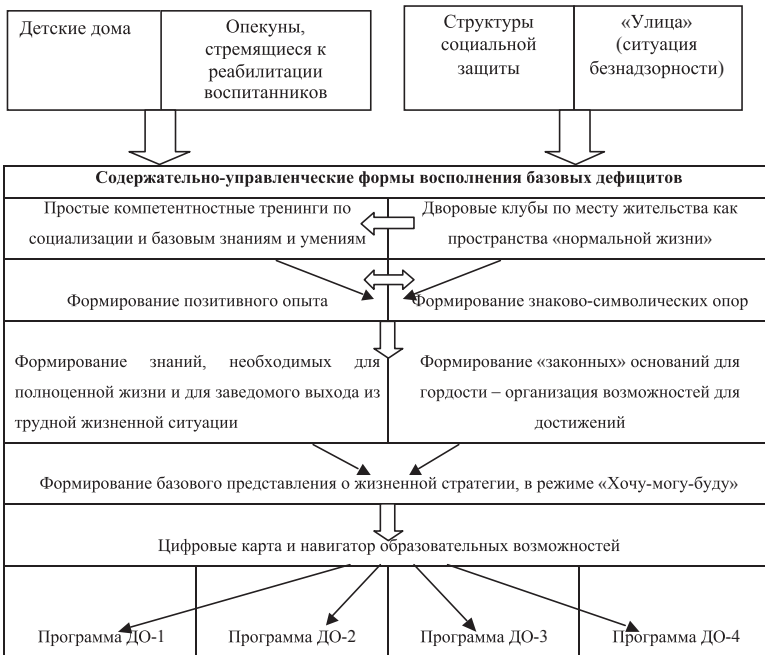 Детские дома
Опекуны,
стремящиеся к
реабилитации
воспитанников
Структуры
социальной
защиты
«Улица»
(ситуация
безнадзорности)
Содержательно-управленческие формы восполнения базовых дефицитов
Простые компетентностные тренинги по
социализации и базовым знаниям и умениям
Дворовые клубы по месту жительства как
пространства «нормальной жизни»
Формирование позитивного опыта
Формирование знаково-символических опор
Формирование знаний, необходимых для
полноценной жизни и для заведомого выхода из
трудной жизненной ситуации
Формирование «законных» оснований для
гордости – организация возможностей для
достижений
Формирование базового представления о жизненной стратегии, в режиме «Хочу-могу-буду»
Цифровые карта и навигатор образовательных возможностей
Программа ДО-1
Программа ДО-2
Программа ДО-3
Программа ДО-4